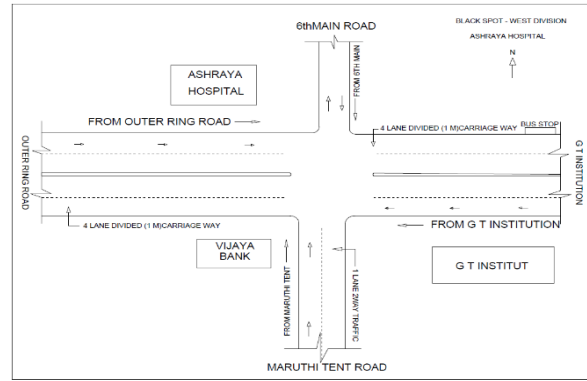 6thMAIN ROAD
BLACK SPOT - WEST DIVISION
ASHRAYA HOSPITAL
N
ASHRAYA
HOSPITAL
FROM 6TH MAIN
FROM OUTER RING ROAD
4 LANE DIVIDED (1 M)CARRIAGE WAY
BUS STOP
OUTER RING ROAD
G T INSTITUTION
4 LANE DIVIDED (1 M)CARRIAGE WAY
FROM G T INSTITUTION
VIJAYA
BANK
FROM MARUTHI TENT
1 LANE 2WAY TRAFFIC
G T INSTITUT
MARUTHI TENT ROAD